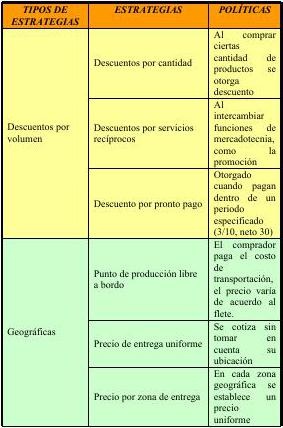 TIPOS DE
ESTRATEGIAS
ESTRATEGIAS
POLÍTICAS
Descuentos por
volumen
Descuentos por cantidad
Al comprar
ciertas
cantidad de
productos se
otorga
descuento
Descuentos por servicios
recíprocos
Al
intercambiar
funciones de
mercadotecnia,
como la
promoción
Descuento por pronto pago
Otorgado
cuando pagan
dentro de un
periodo
especificado
(3/10, neto 30)
Geográficas
Punto de producción libre
a bordo
El comprador
paga el costo
de
transportación,
el precio varía
de acuerdo al
flete.
Precio de entrega uniforme
Se cotiza sin
tomar en
cuenta su
ubicación
Precio por zona de entrega
En cada zona
geográfica se
establece un
precio
uniforme